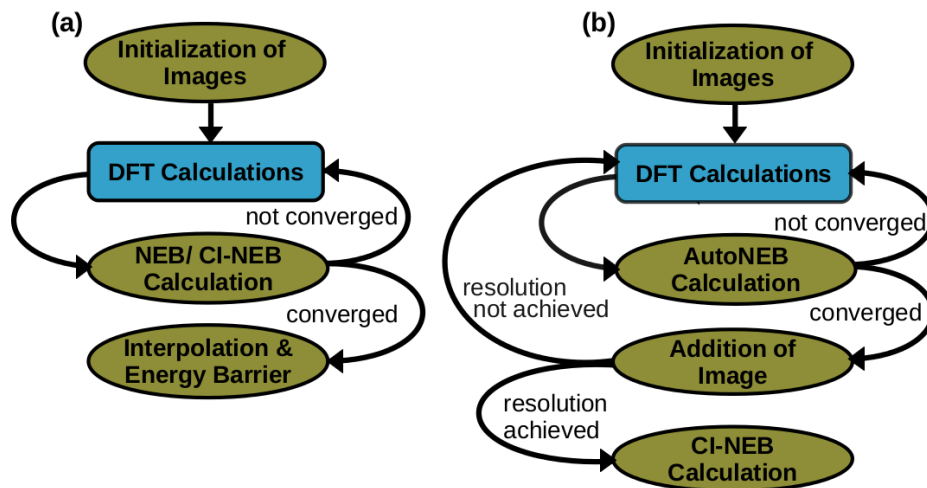 (a)
Initialization of
Images
DFT Calculations
not converged
NEB/ CI-NEB
Calculation
converged
Interpolation &
Energy Barrier
(b)
Initialization of
Images
DFT Calculations
not converged
AutoNEB
Calculation
resolution
not achieved
converged
Addition of
Image
resolution
achieved
CI-NEB
Calculation